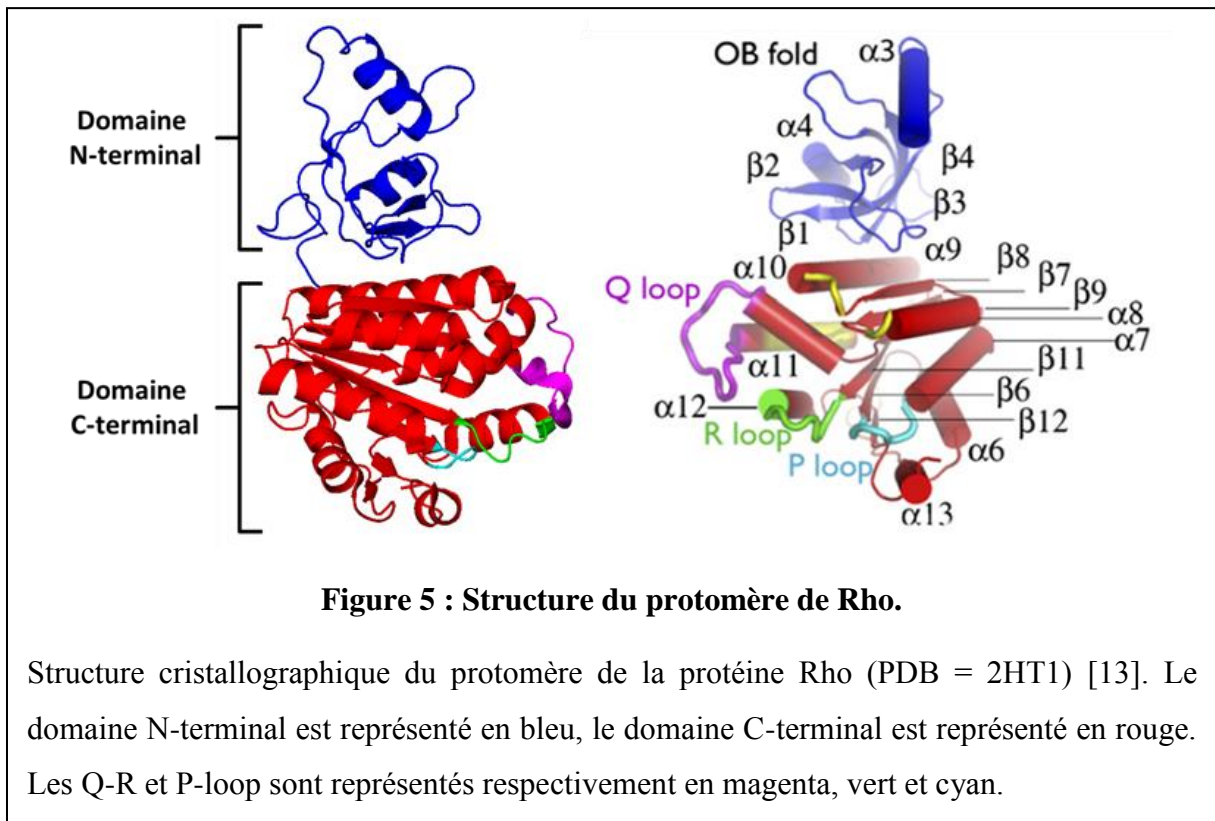 Domaine
N-terminal
Domaine
C-terminal
OB fold
α3
α4
β2
β4
β3
β1
α10
α9
β8
β7
Q loop
β9
α8
α7
α11
β11
β6
α12
R loop
β12
P loop
α6
α13
Figure 5 : Structure du protomère de Rho.
Structure cristallographique du protomère de la protéine Rho (PDB = 2HT1) [13]. Le
domaine N-terminal est représenté en bleu, le domaine C-terminal est représenté en rouge.
Les Q-R et P-loop sont représentés respectivement en magenta, vert et cyan.